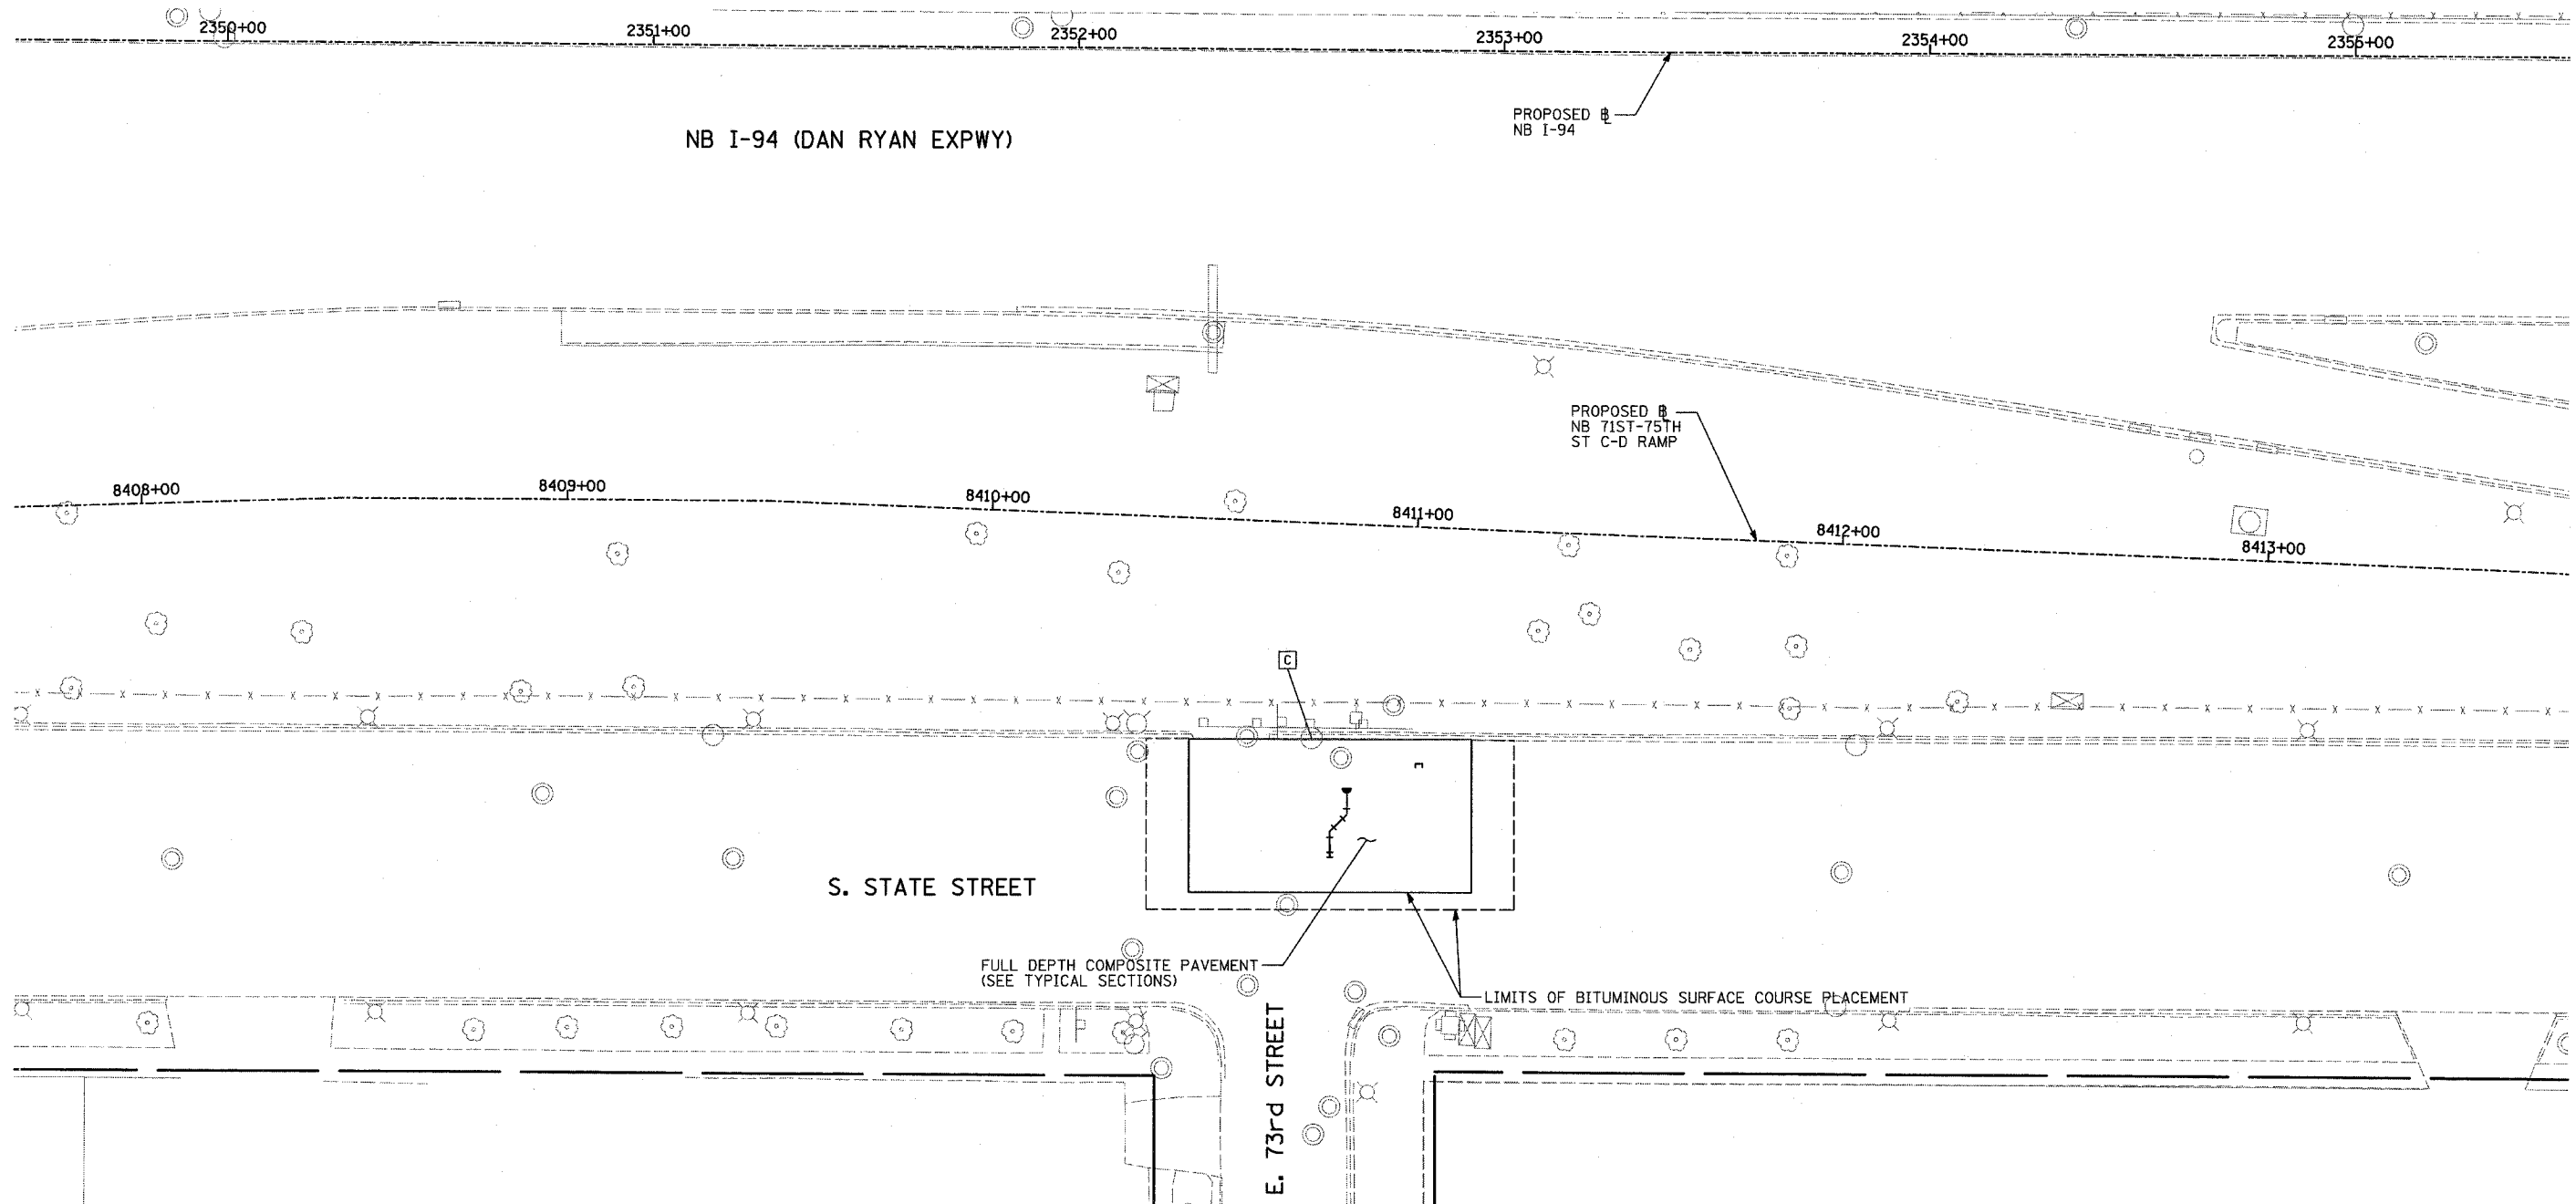 2350+00
2351+00
2352+00
2353+00
2354+00
2355+00
PROPOSED ℄
NB I-94
NB I-94 (DAN RYAN EXPWY)
PROPOSED ℄
NB 71ST-75TH
ST C-D RAMP
8408+00
8409+00
8410+00
8411+00
8412+00
8413+00
C
S. STATE STREET
FULL DEPTH COMPOSITE PAVEMENT
(SEE TYPICAL SECTIONS)
LIMITS OF BITUMINOUS SURFACE COURSE PLACEMENT
E. 73rd STREET